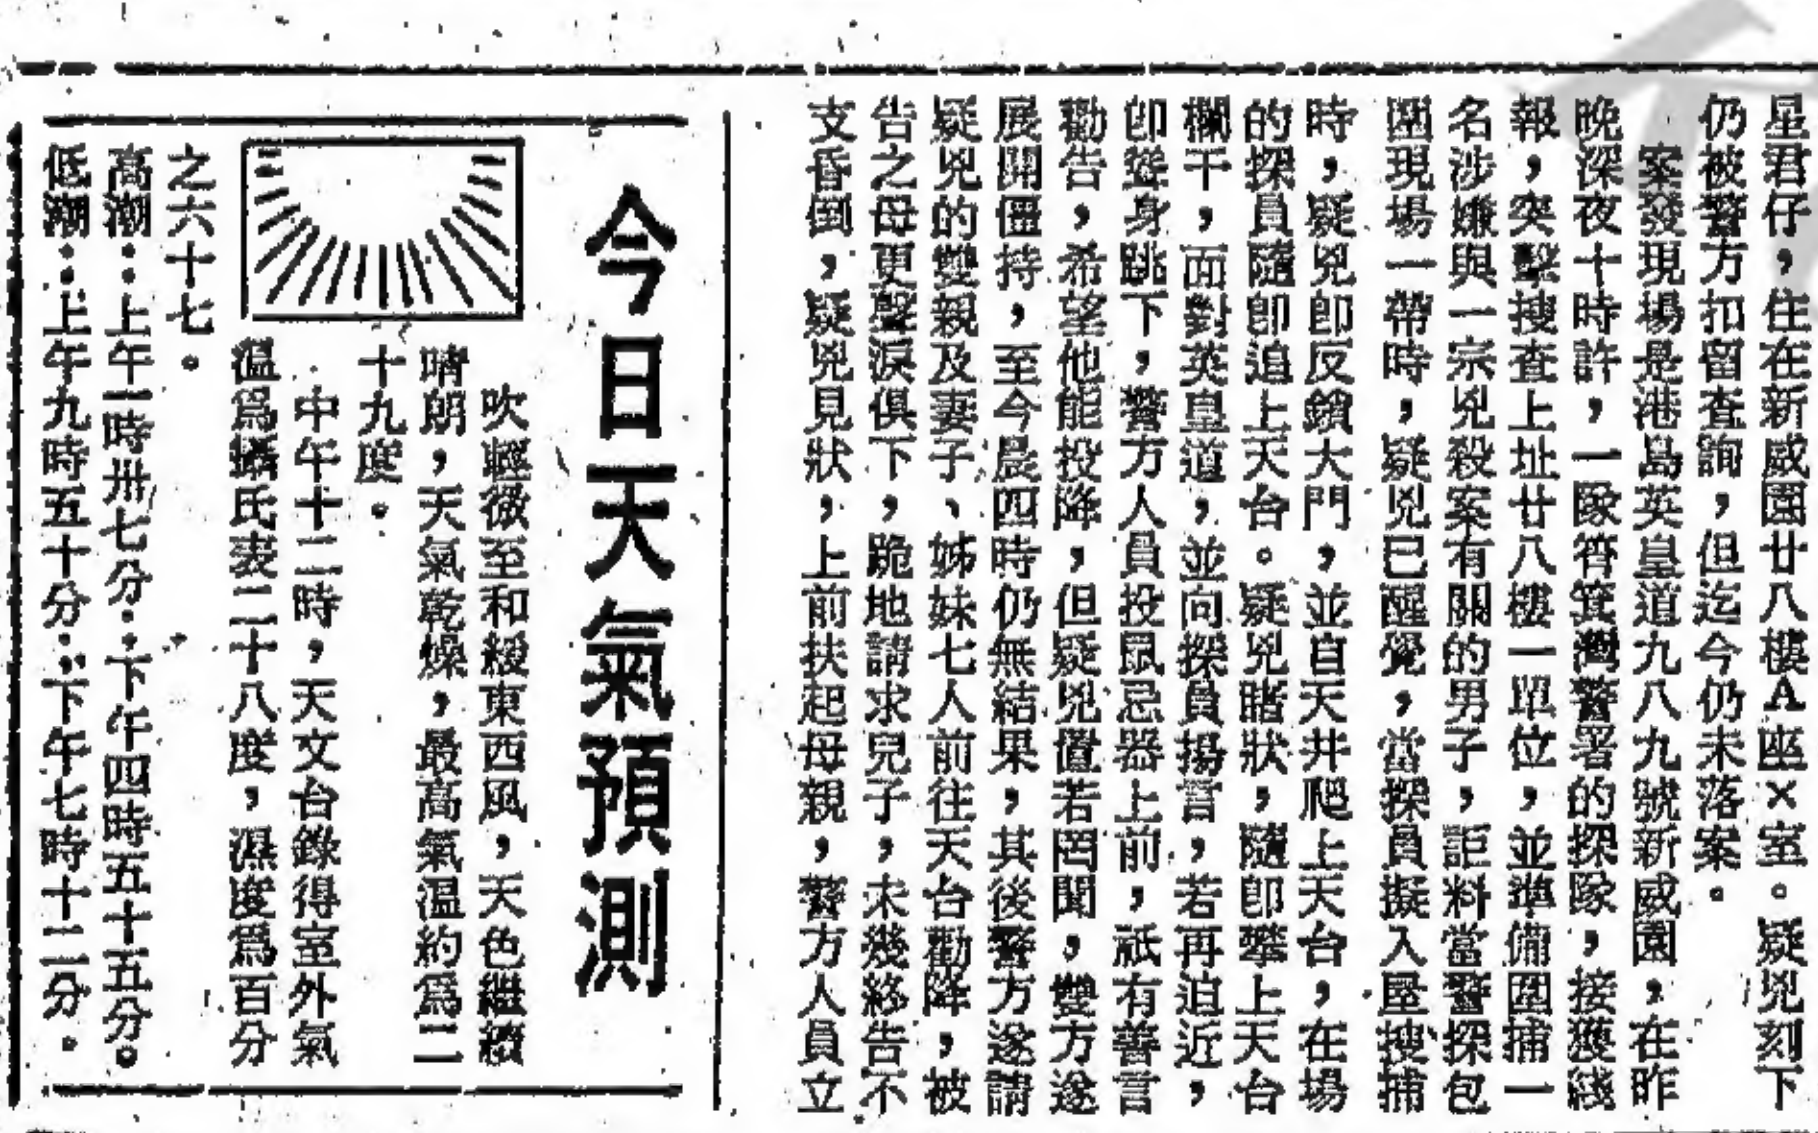 星君仔，住在新威園廿八樓A座×室。疑兇刻下
仍被警方扣留查詢，但迄今仍未落案。
案發現場是港島英皇道九八九號新威園，在昨
晚深夜十時許，一隊筲箕灣警署的探隊，接獲綫
報，突擊搜查上址廿八樓一單位，並準備圍捕一
名涉嫌與一宗兇殺案有關的男子，詎料當警探包
圍現場一帶時，疑兇已醒覺，當探員擬入屋搜捕
時，疑兇即反鎖大門，並自天井爬上天台，在場
的探員隨即追上天台。疑兇睹狀，隨即攀上天台
欄干，面對英皇道，並向探員揚言，若再迫近，
卽聳身跳下，警方人員投鼠忌器上前，祇有善言
勸告，希望他能投降，但疑兇置若罔聞，雙方遂
展開僵持，至今晨四時仍無結果，其後警方遂請
疑兇的雙親及妻子、姊妹七人前往天台勸降，被
告之母更聲淚俱下，跪地請求兒子，未幾終告不
支昏倒，疑兇見狀，上前扶起母親，警方人員立
今日天氣預測
吹輕微至和緩東西風，天色繼續
晴朗，天氣乾燥，最高氣温約爲二
十九度。
中午十二時，天文台錄得室外氣
温爲攝氏表二十八度，濕度爲百分
之六十七。
高潮：上午一時卅七分；下午四時五十五分。
低潮：上午九時五十分；下午七時十二分。